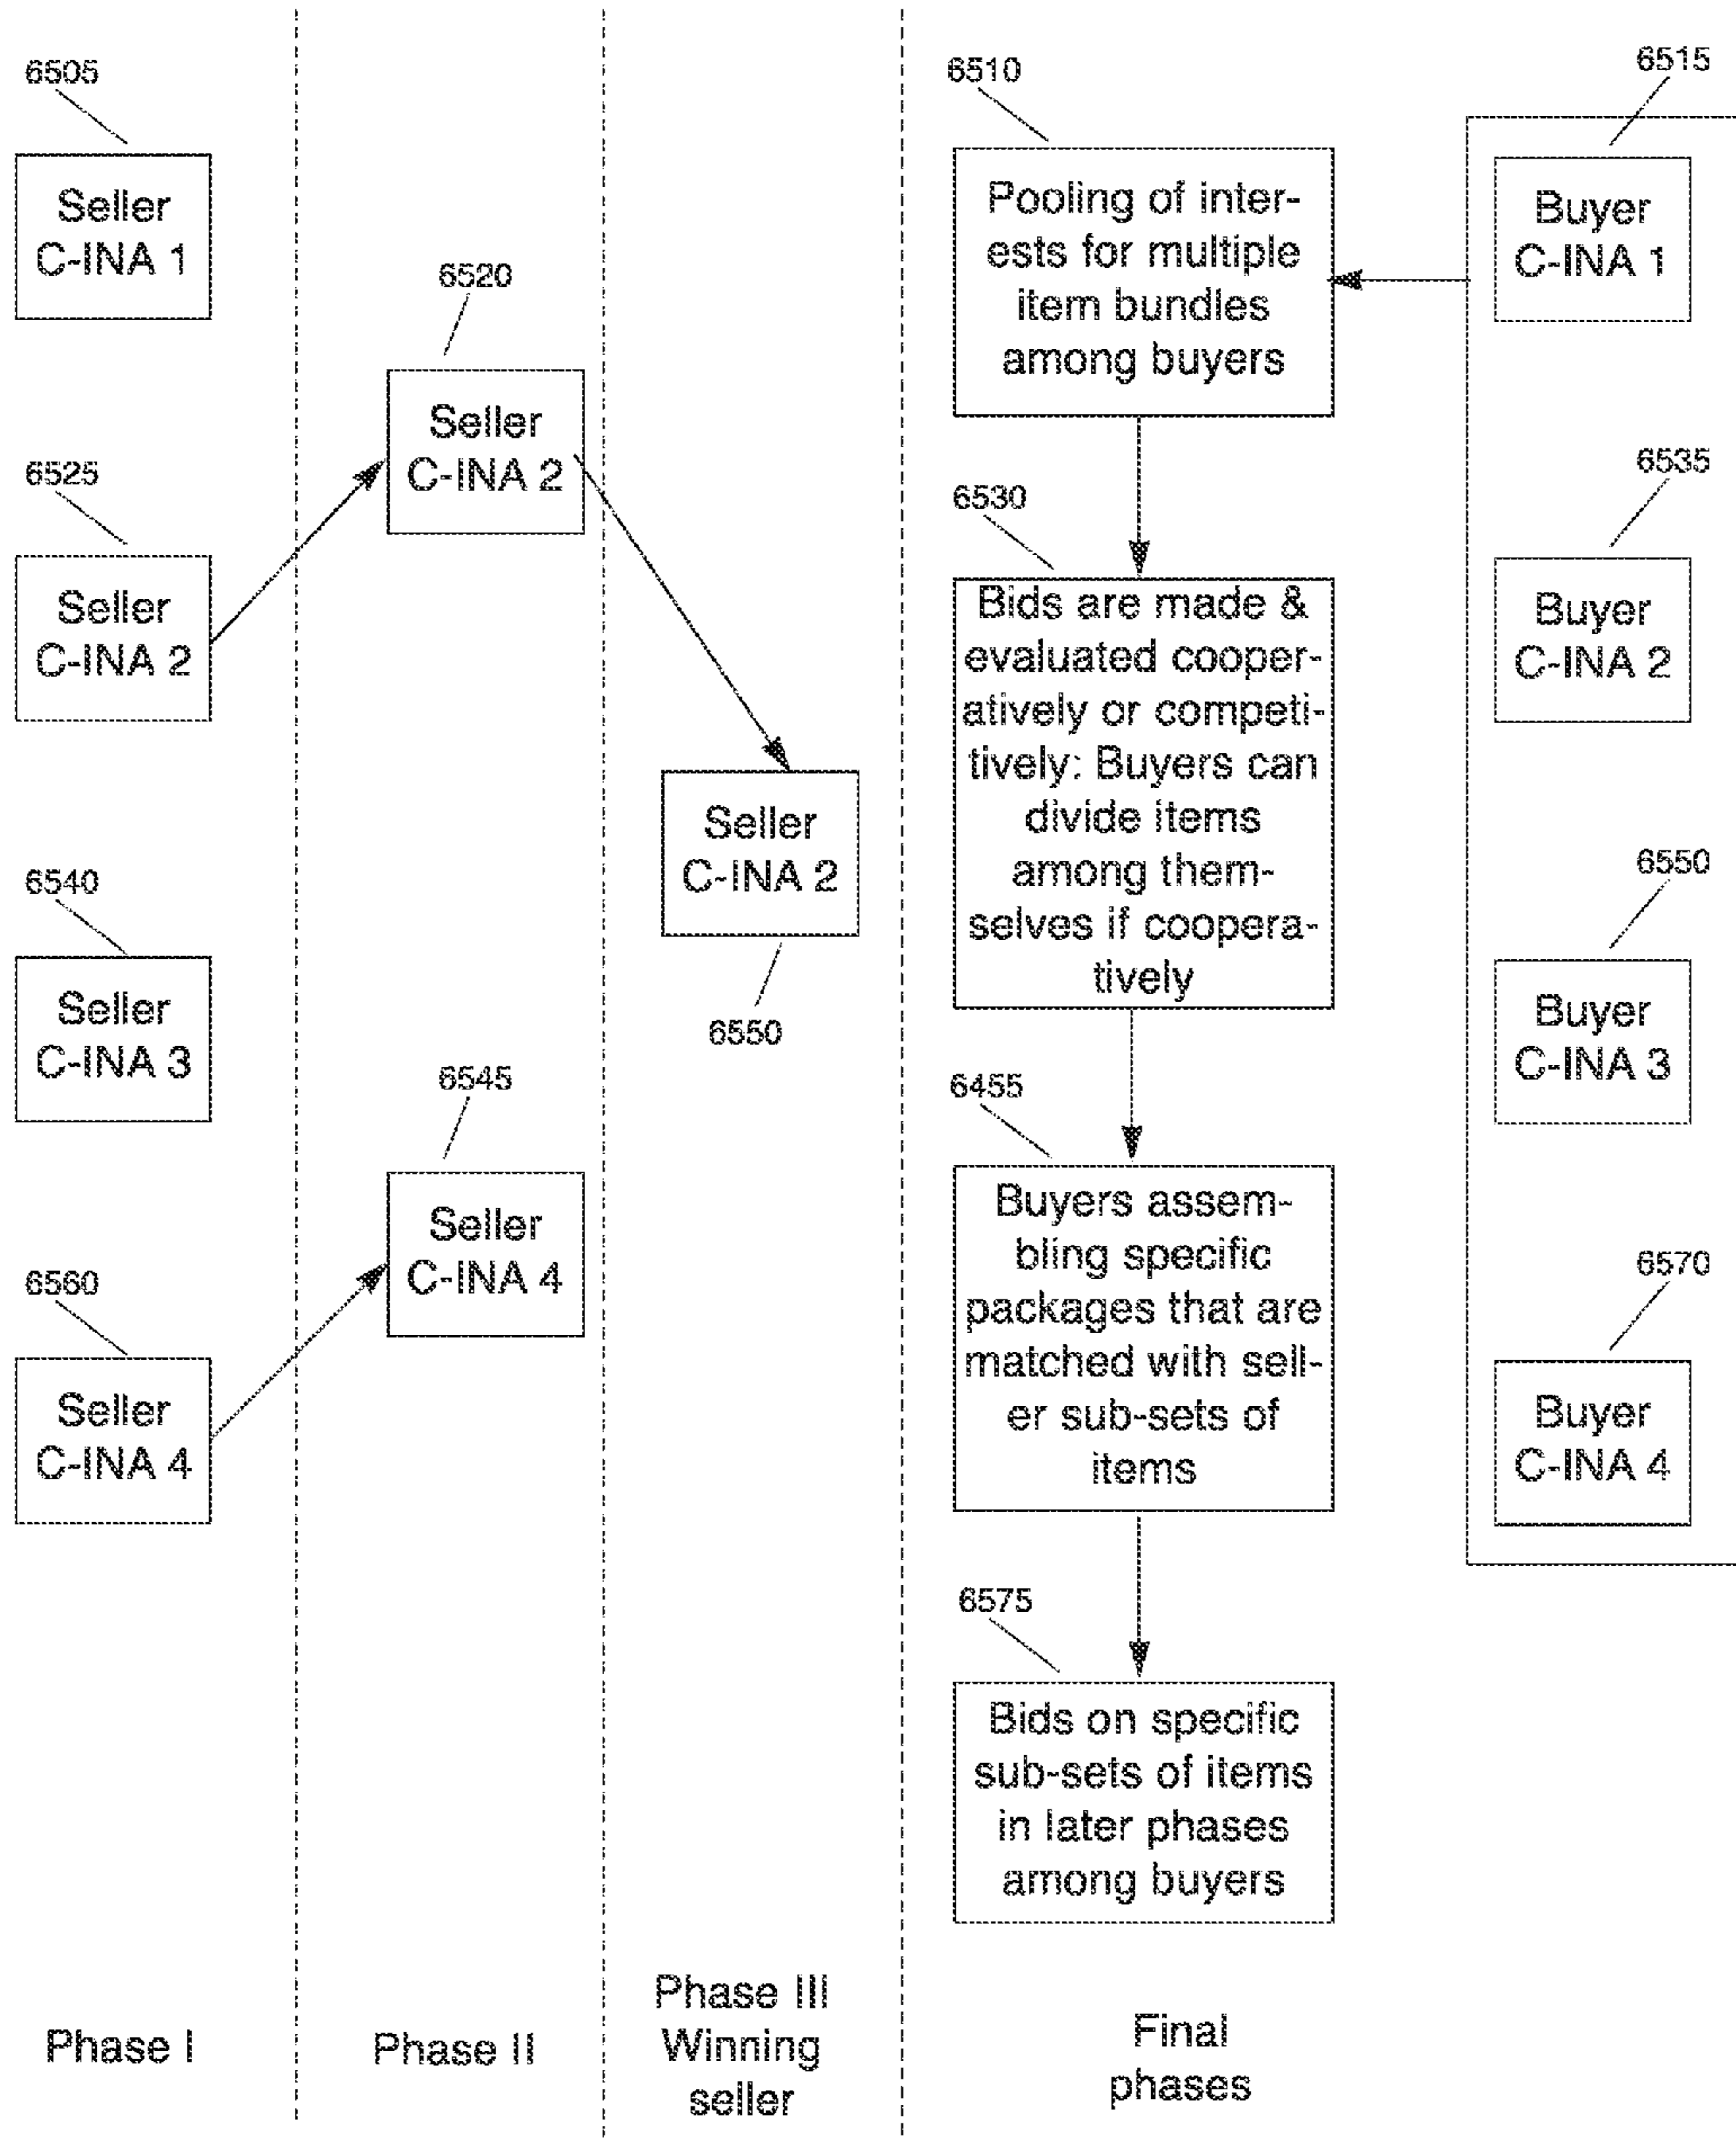 6505
Seller
C-INA 1
6525
Seller
C-INA 2
6540
Seller
C-INA 3
6560
Seller
C-INA 4
Phase I
6520
Seller
C-INA 2
6545
Seller
C-INA 4
Phase II
Seller
C-INA 2
6550
Phase III
Winning
seller
6510
Pooling of inter-
ests for multiple
item bundles
among buyers
6530
Bids are made &
evaluated cooper-
atively or competi-
tively: Buyers can
divide items
among them-
selves if coopera-
tively
6455
Buyers assem-
bling specific
packages that are
matched with sell-
er sub-sets of
items
6575
Bids on specific
sub-sets of items
in later phases
among buyers
Final
phases
6515
Buyer
C-INA 1
6535
Buyer
C-INA 2
6550
Buyer
C-INA 3
6570
Buyer
C-INA 4